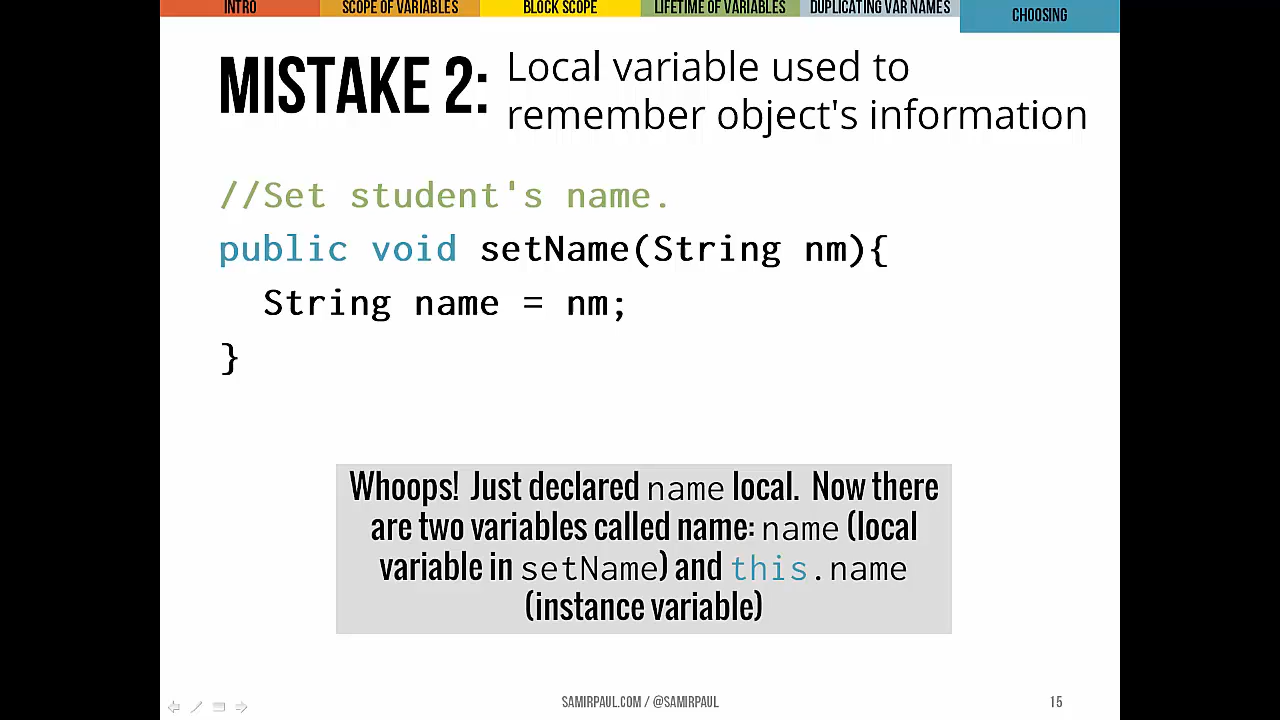 INTRO SCOPE OF VARIABLES BLOCK SCOPE LIFETIME OF VARIABLES DUPLICATING VAR NAMES CHOOSING
MISTAKE 2: Local variable used to
remember object's information
//Set student's name.
public void setName(String nm){
String name = nm;
}
Whoops! Just declared name local. Now there
are two variables called name: name (local
variable in setName) and this.name
(instance variable)
SAMIRPAUL.COM / @SAMIRPAUL 15